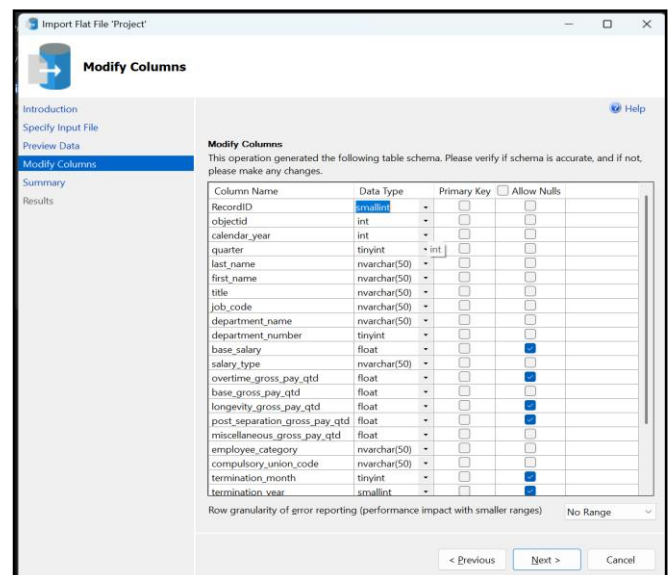 Import Flat File 'Project'
Modify Columns
Introduction
Help
Specify Input File
Preview Data
Modify Columns
Summary
Results
Modify Columns
This operation generated the following table schema. Please verify if schema is accurate, and if not,
please make any changes.
Column Name Data Type Primary Key Allow Nulls
RecordID smallint
objectid int
calendar_year int
quarter tinyint int
last_name nvarchar(50)
first_name nvarchar(50)
title nvarchar(50)
job_code nvarchar(50)
department_name nvarchar(50)
department_number tinyint
base_salary float
salary_type nvarchar(50)
overtime_gross_pay_qtd float
base_gross_pay_qtd float
longevity_gross_pay_qtd float
post_separation_gross_pay_qtd float
miscellaneous_gross_pay_qtd float
employee_category nvarchar(50)
compulsory_union_code nvarchar(50)
termination_month tinyint
termination_year smallint
Row granularity of error reporting (performance impact with smaller ranges) No Range
< Previous Next > Cancel